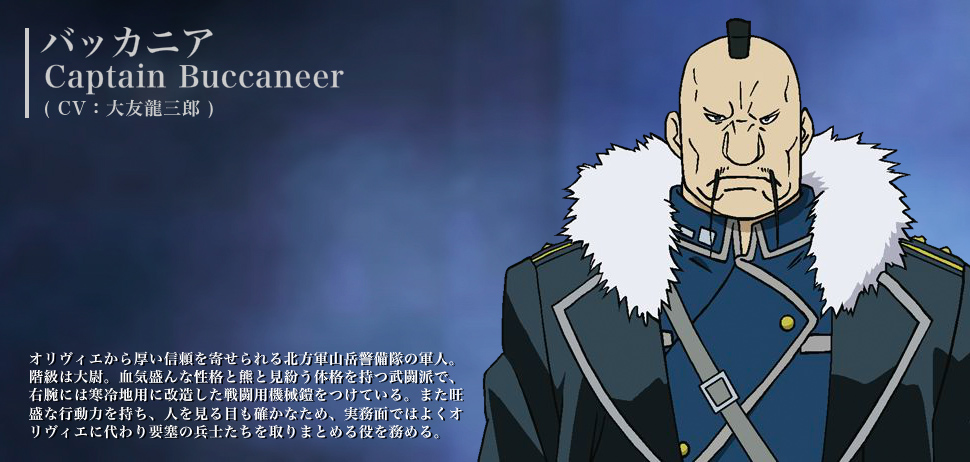 バッカニア
Captain Buccaneer
( CV：大友龍三郎 )
オリヴィエから厚い信頼を寄せられる北方軍山岳警備隊の軍人。
階級は大尉。血気盛んな性格と熊と見紛う体格を持つ武闘派で、
右腕には寒冷地用に改造した戦闘用機械鎧をつけている。また旺
盛な行動力を持ち、人を見る目も確かなため、実務面ではよくオ
リヴィエに代わり要塞の兵士たちを取りまとめる役を務める。